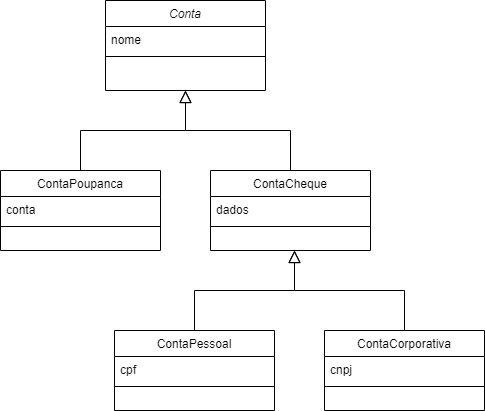 Conta
nome
ContaPoupanca
conta
ContaCheque
dados
ContaPessoal
cpf
ContaCorporativa
cnpj